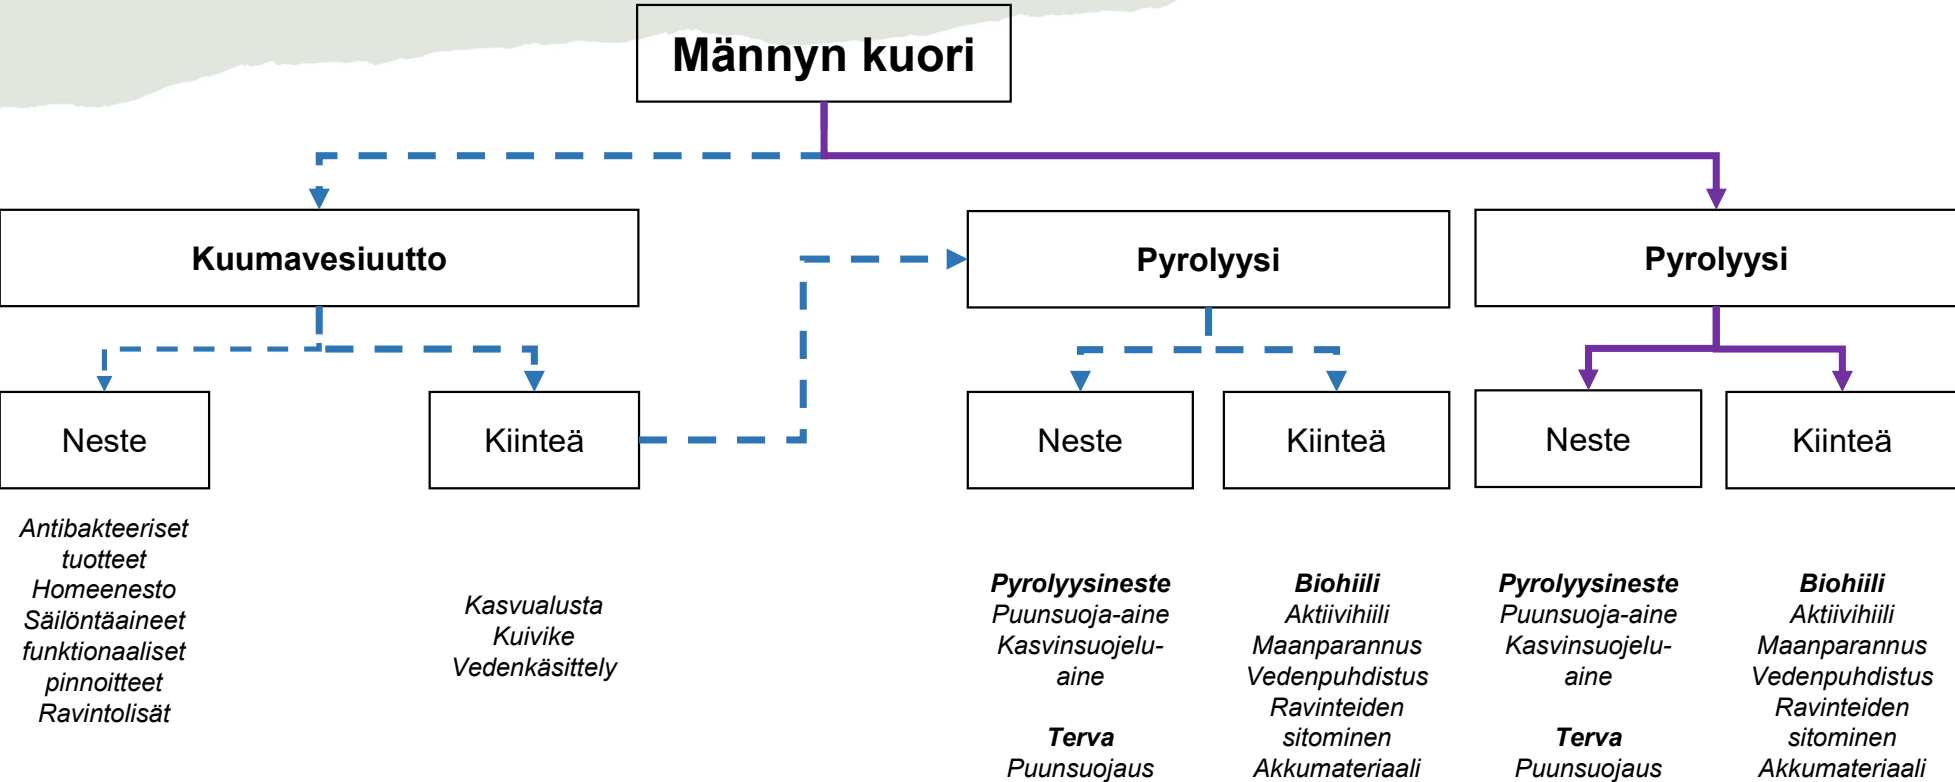 Männyn kuori
Kuumavesiuutto
Pyrolyysi
Pyrolyysi
Neste
Kiinteä
Neste
Kiinteä
Neste
Kiinteä
Antibakteeriset
tuotteet
Homeenesto
Säilöntäaineet
funktionaaliset
pinnoitteet
Ravintolisät
Kasvualusta
Kuivike
Vedenkäsittely
Pyrolyysineste
Puunsuoja-aine
Kasvinsuojelu-
aine
Terva
Puunsuojaus
Biohiili
Aktiivihiili
Maanparannus
Vedenpuhdistus
Ravinteiden
sitominen
Akkumateriaali
Pyrolyysineste
Puunsuoja-aine
Kasvinsuojelu-
aine
Terva
Puunsuojaus
Biohiili
Aktiivihiili
Maanparannus
Vedenpuhdistus
Ravinteiden
sitominen
Akkumateriaali